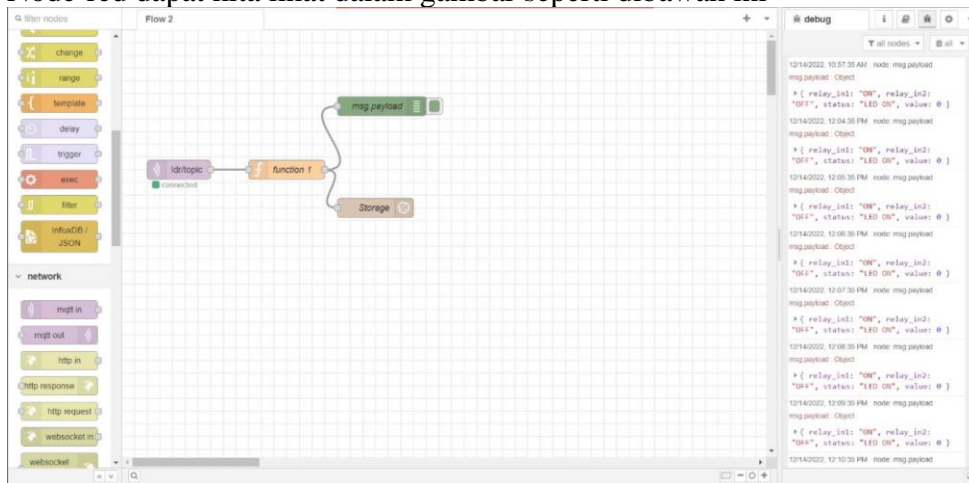 Node-red dapat kita lihat dalam gambar seperti dibawah ini
filter nodes
Flow 2
debug
all nodes
all
change
range
template
delay
trigger
exec
filter
InfluxDB /
JSON
network
mqtt in
mqtt out
http in
http response
http request
websocket in
websocket
ldr/topic
connected
function 1
msg.payload
Storage
12/14/2022, 10:57:35 AM node: msg.payload
msg.payload : Object
{ relay_in1: "ON", relay_in2:
"OFF", status: "LED ON", value: 0 }
12/14/2022, 12:04:35 PM node: msg.payload
msg.payload : Object
{ relay_in1: "ON", relay_in2:
"OFF", status: "LED ON", value: 0 }
12/14/2022, 12:05:35 PM node: msg.payload
msg.payload : Object
{ relay_in1: "ON", relay_in2:
"OFF", status: "LED ON", value: 0 }
12/14/2022, 12:06:35 PM node: msg.payload
msg.payload : Object
{ relay_in1: "ON", relay_in2:
"OFF", status: "LED ON", value: 0 }
12/14/2022, 12:07:35 PM node: msg.payload
msg.payload : Object
{ relay_in1: "ON", relay_in2:
"OFF", status: "LED ON", value: 0 }
12/14/2022, 12:08:35 PM node: msg.payload
msg.payload : Object
{ relay_in1: "ON", relay_in2:
"OFF", status: "LED ON", value: 0 }
12/14/2022, 12:09:35 PM node: msg.payload
msg.payload : Object
{ relay_in1: "ON", relay_in2:
"OFF", status: "LED ON", value: 0 }
12/14/2022, 12:10:35 PM node: msg.payload